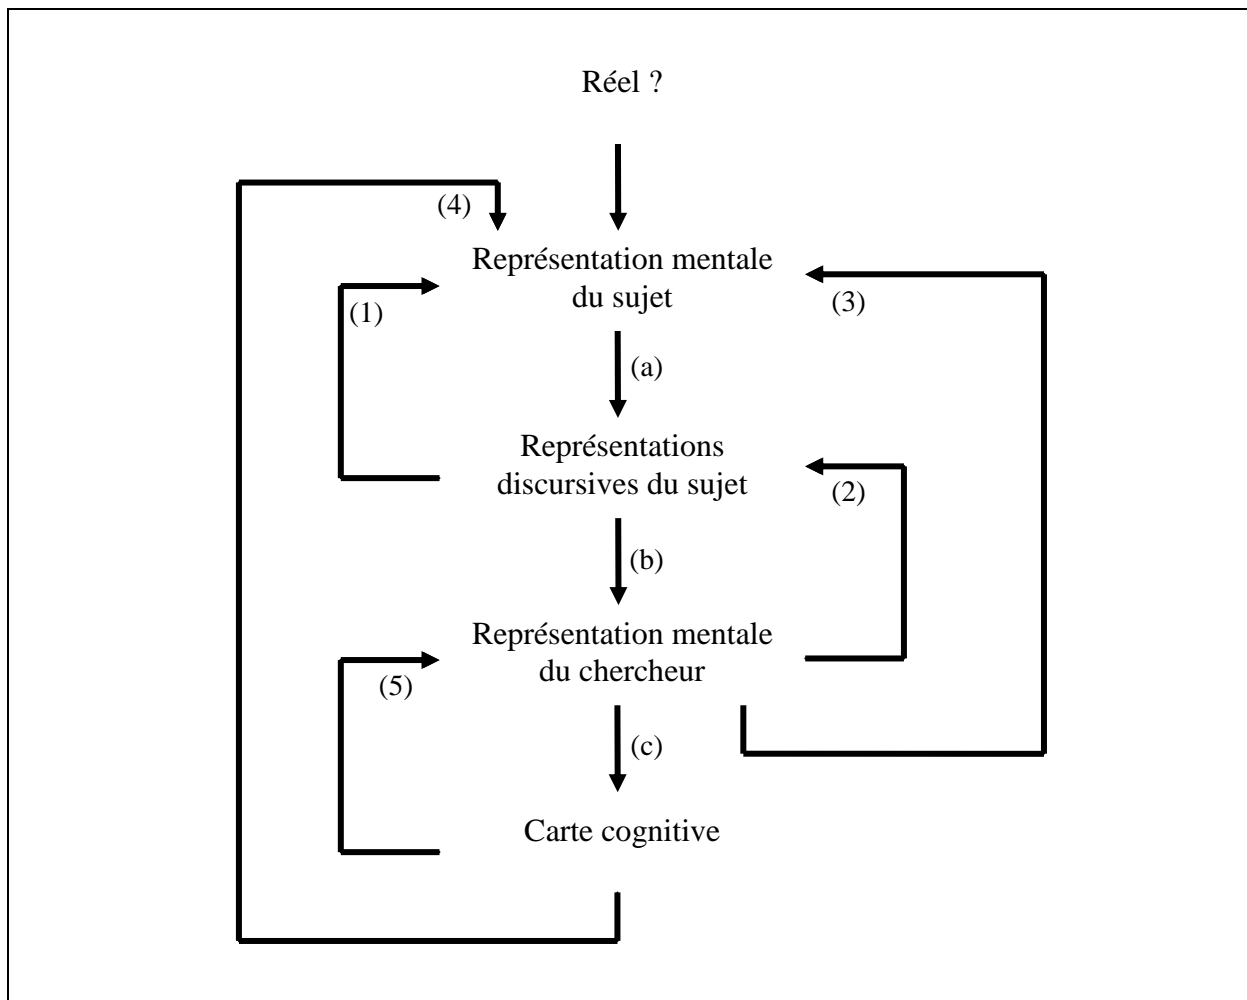 Réel ?
(4)
Représentation mentale
du sujet
(1)
(3)
(a)
Représentations
discursives du sujet
(2)
(b)
Représentation mentale
du chercheur
(5)
(c)
Carte cognitive